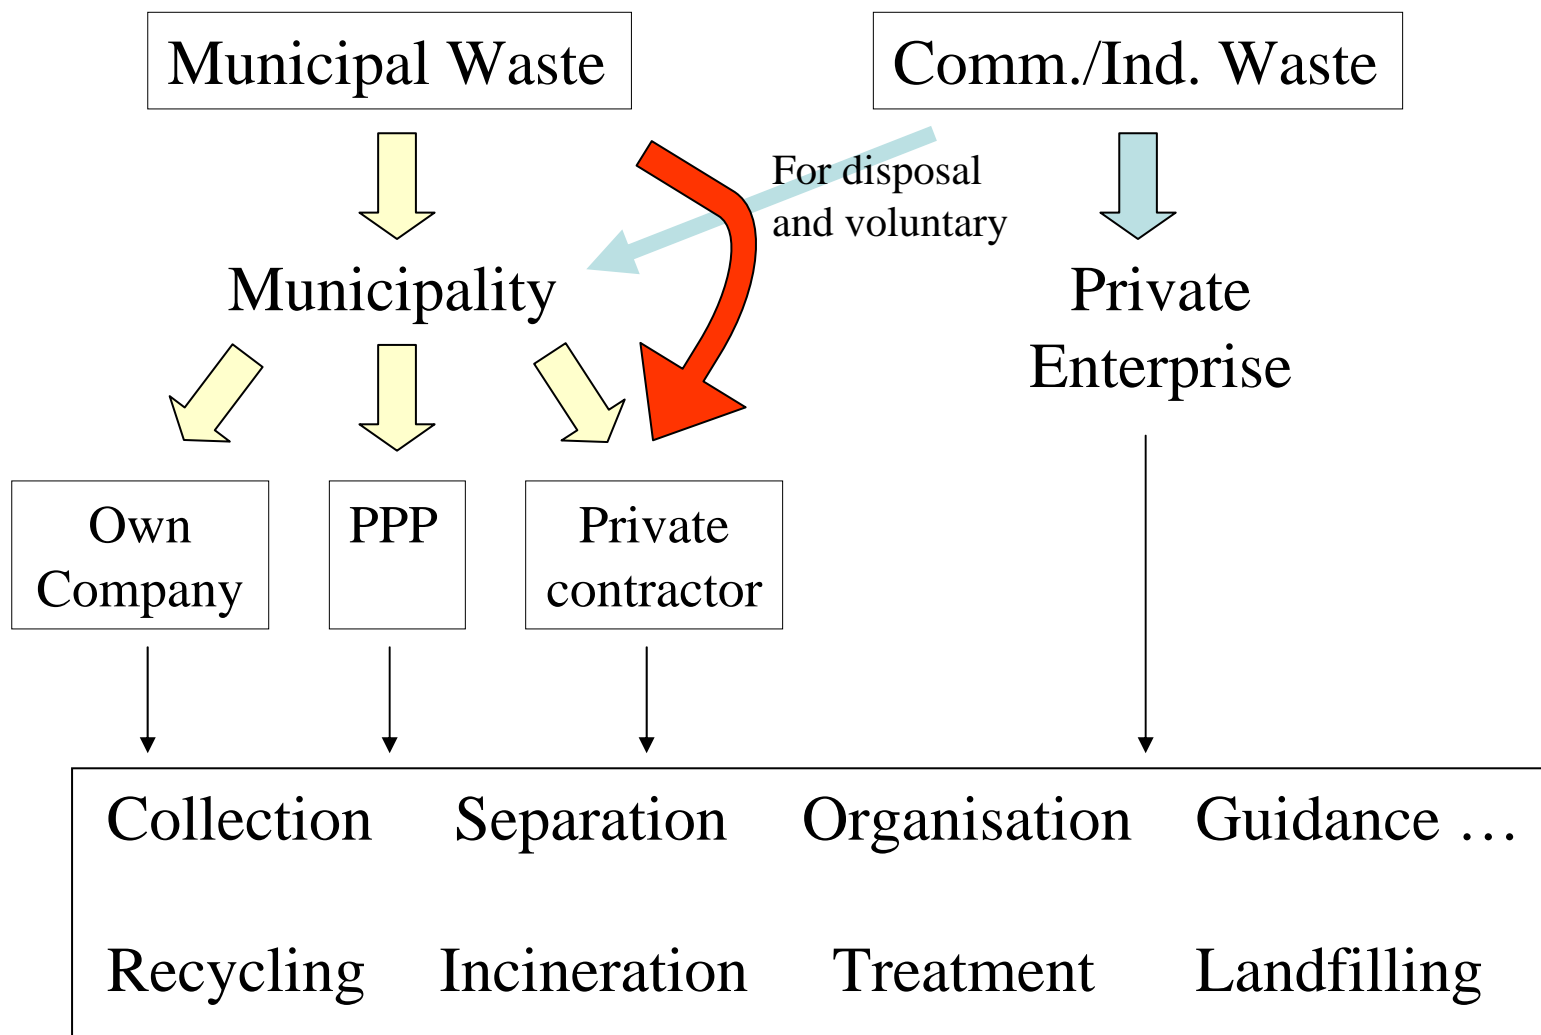 Municipal Waste
Comm./Ind. Waste
For disposal
and voluntary
Municipality
Private
Enterprise
Own
Company
PPP
Private
contractor
Collection Separation Organisation Guidance …
Recycling Incineration Treatment Landfilling